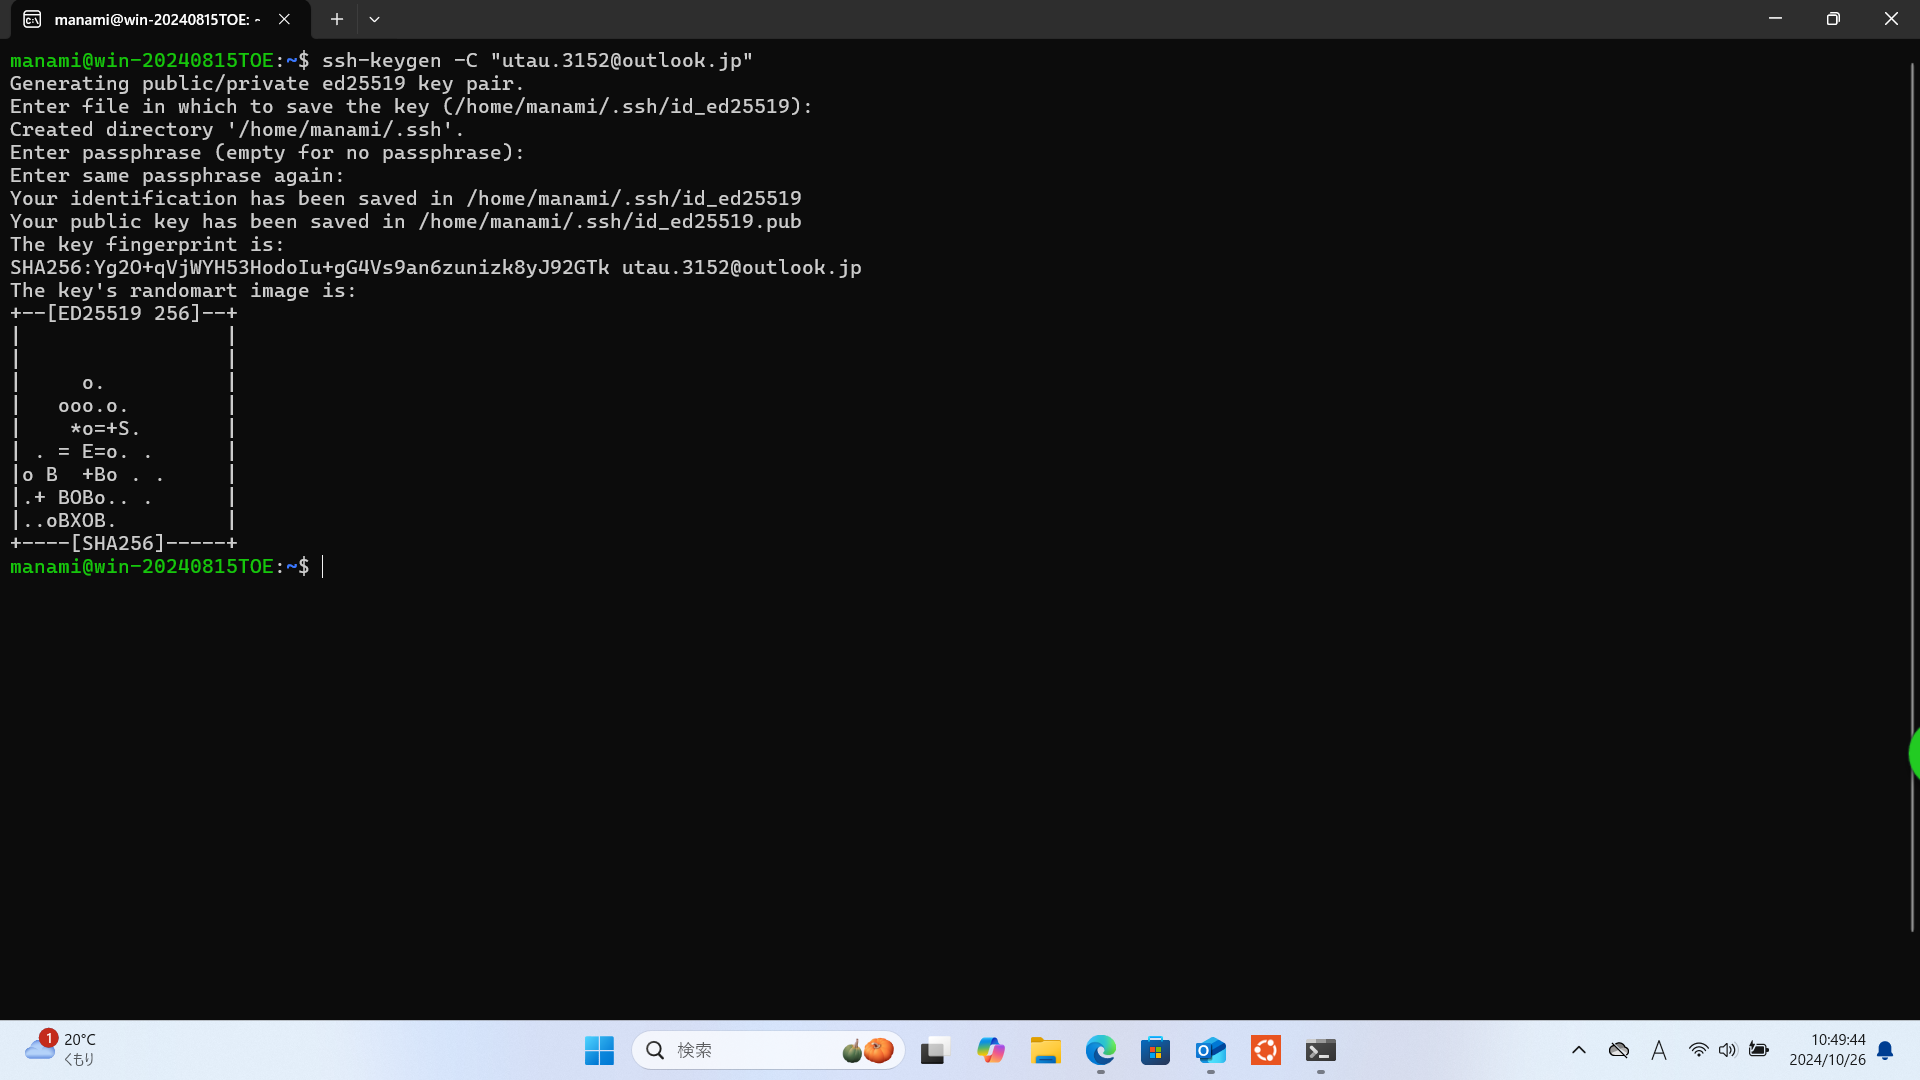 manami@win-20240815TOE: ~
manami@win-20240815TOE:~$ ssh-keygen -C "utau.3152@outlook.jp"
Generating public/private ed25519 key pair.
Enter file in which to save the key (/home/manami/.ssh/id_ed25519):
Created directory '/home/manami/.ssh'.
Enter passphrase (empty for no passphrase):
Enter same passphrase again:
Your identification has been saved in /home/manami/.ssh/id_ed25519
Your public key has been saved in /home/manami/.ssh/id_ed25519.pub
The key fingerprint is:
SHA256:Yg2O+qVjWYH53HodoIu+gG4Vs9an6zunizk8yJ92GTk utau.3152@outlook.jp
The key's randomart image is:
+--[ED25519 256]--+
|                 |
|                 |
|     o.          |
|   ooo.o.        |
|    *o=+S.       |
| . = E=o. .      |
|o B  +Bo . .     |
|.+ BOBo.. .      |
|..oBXOB.         |
+----[SHA256]-----+
manami@win-20240815TOE:~$
1
20°C
くもり
検索
A
10:49:44
2024/10/26